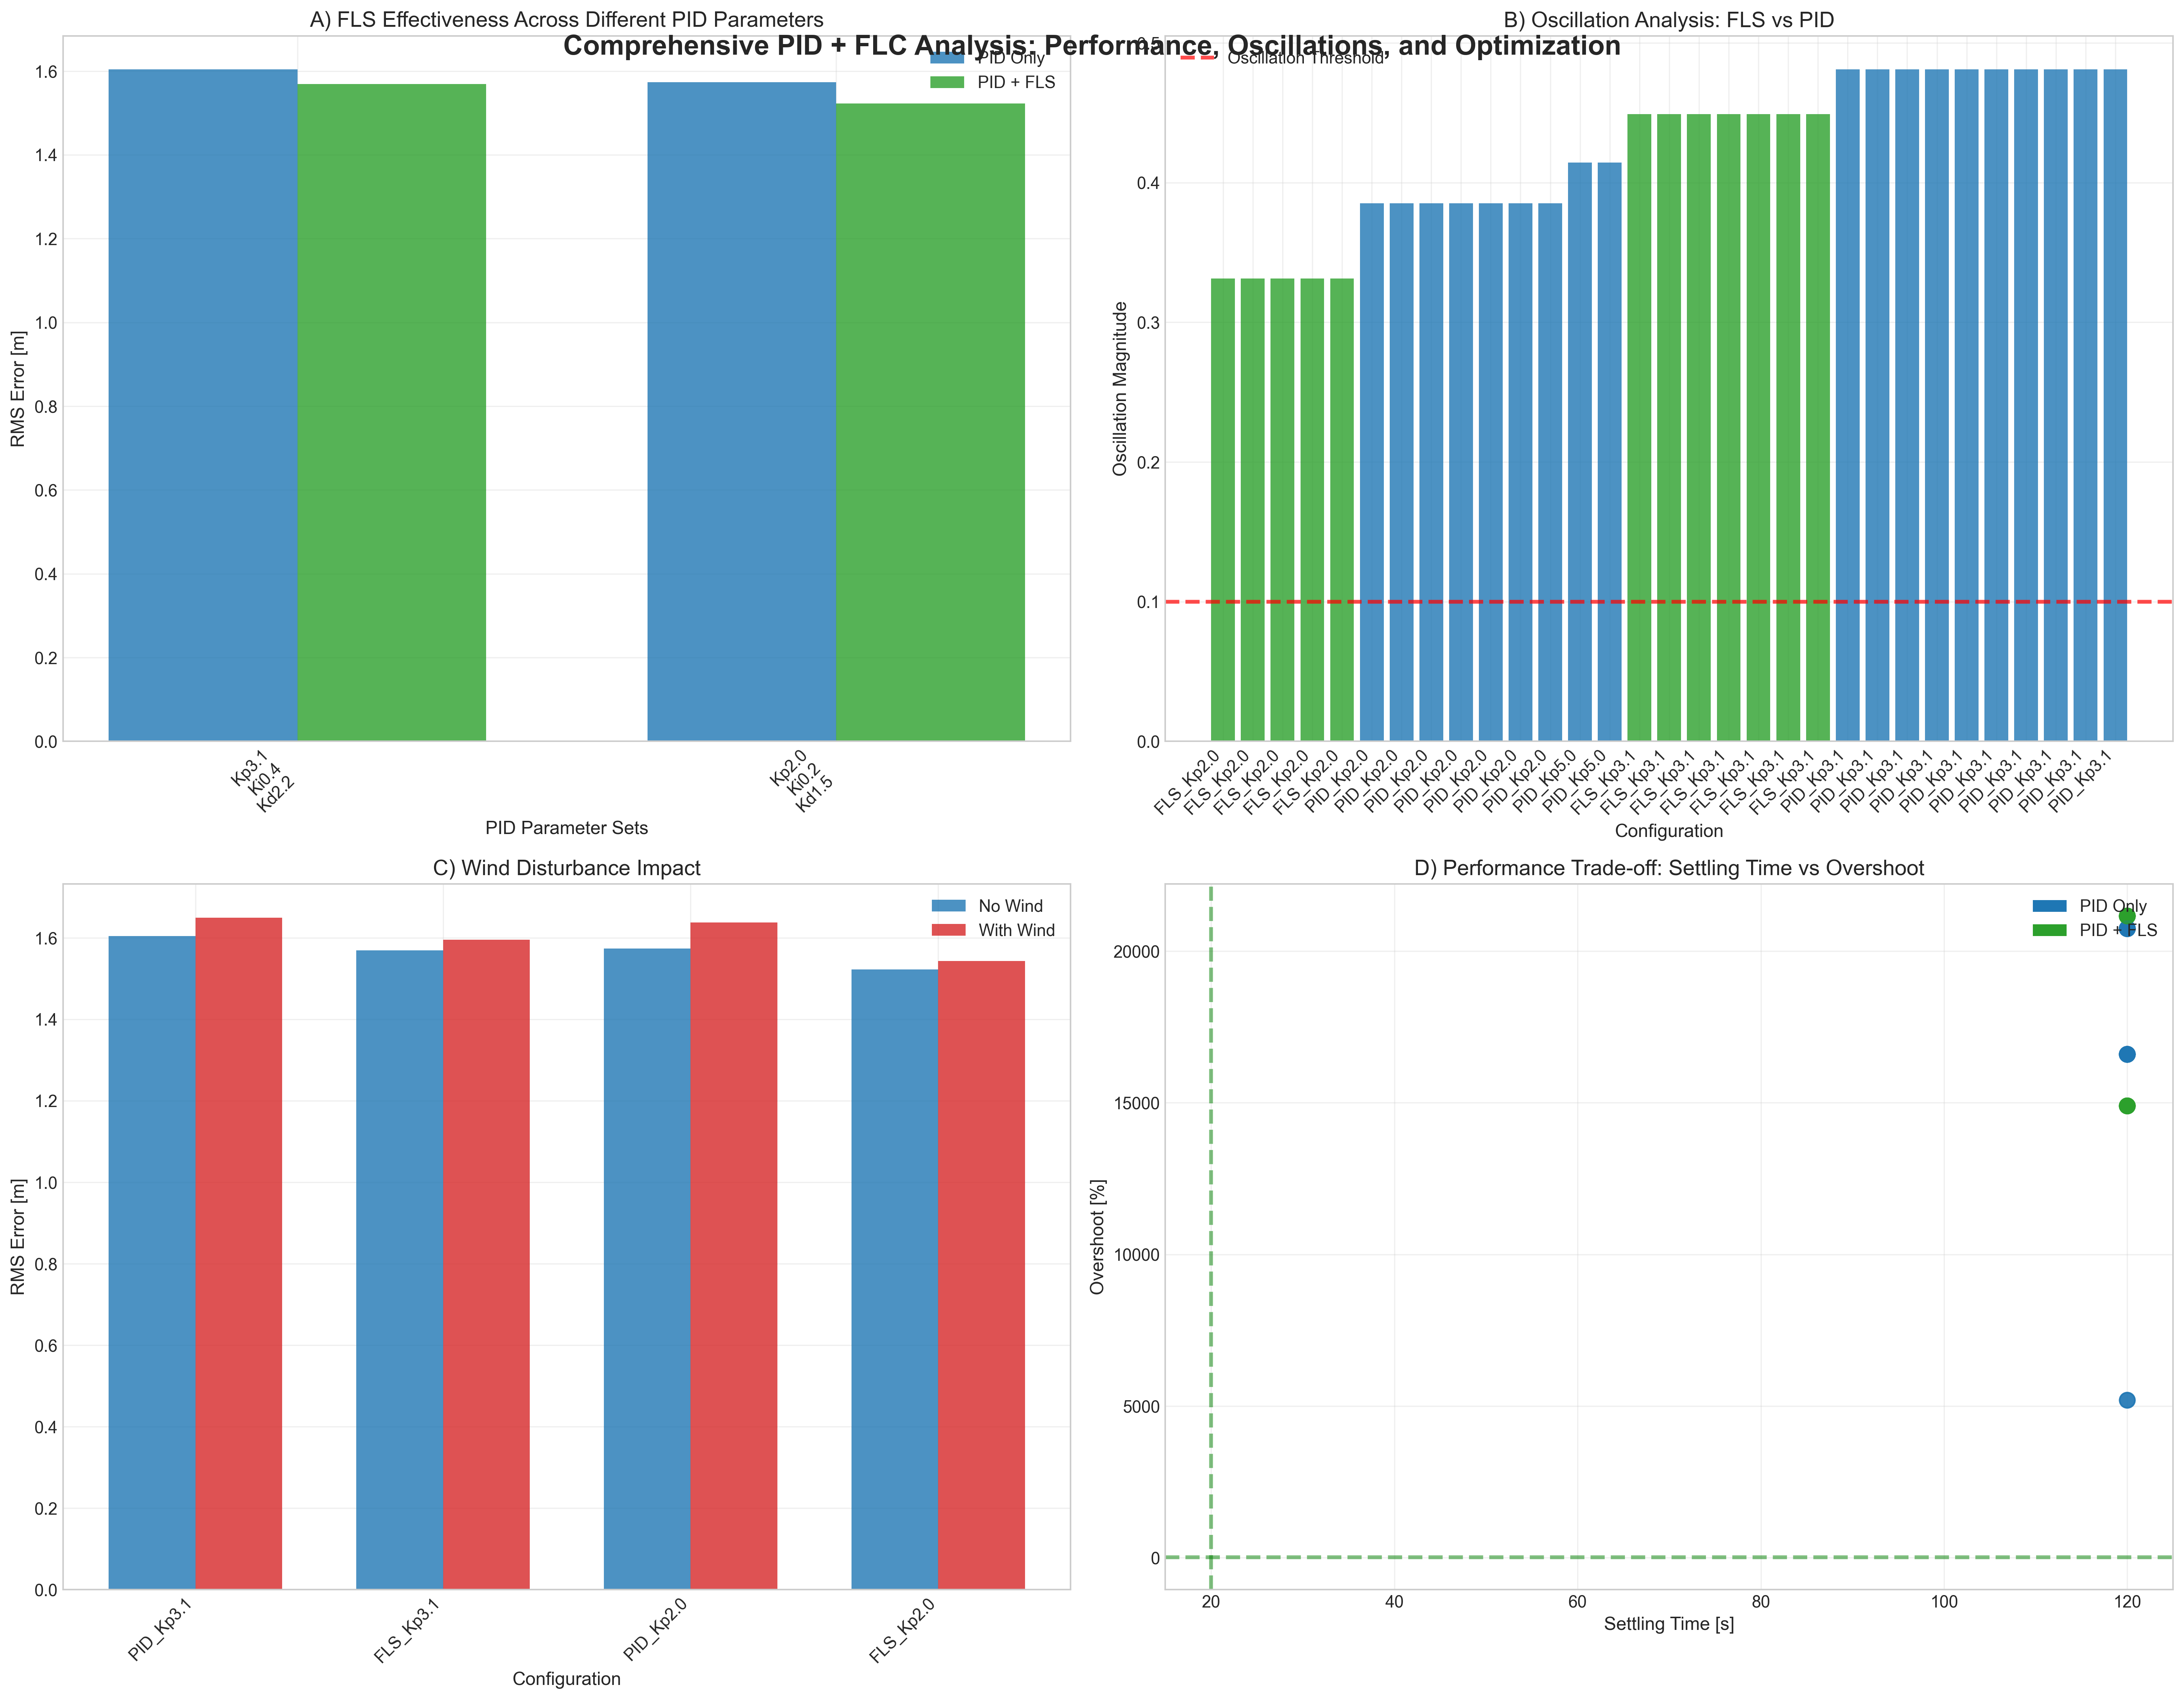 A) FLS Effectiveness Across Different PID Parameters
B) Oscillation Analysis: FLS vs PID
Comprehensive PID + FLC Analysis: Performance, Oscillations, and Optimization
PID Only
PID + FLS
Oscillation Threshold
RMS Error [m]
1.6
1.4
1.2
1.0
0.8
0.6
0.4
0.2
0.0
Kp3.1
Ki0.4
Kd2.2
Kp2.0
Ki0.2
Kd1.5
PID Parameter Sets
Oscillation Magnitude
0.5
0.4
0.3
0.2
0.1
0.0
FLS_Kp2.0
FLS_Kp2.0
FLS_Kp2.0
FLS_Kp2.0
FLS_Kp2.0
PID_Kp2.0
PID_Kp2.0
PID_Kp2.0
PID_Kp2.0
PID_Kp2.0
PID_Kp2.0
PID_Kp2.0
PID_Kp5.0
PID_Kp5.0
FLS_Kp3.1
FLS_Kp3.1
FLS_Kp3.1
FLS_Kp3.1
FLS_Kp3.1
FLS_Kp3.1
FLS_Kp3.1
PID_Kp3.1
PID_Kp3.1
PID_Kp3.1
PID_Kp3.1
PID_Kp3.1
PID_Kp3.1
PID_Kp3.1
PID_Kp3.1
PID_Kp3.1
PID_Kp3.1
Configuration
C) Wind Disturbance Impact
No Wind
With Wind
RMS Error [m]
1.6
1.4
1.2
1.0
0.8
0.6
0.4
0.2
0.0
PID_Kp3.1
FLS_Kp3.1
PID_Kp2.0
FLS_Kp2.0
Configuration
D) Performance Trade-off: Settling Time vs Overshoot
PID Only
PID + FLS
Overshoot [%]
20000
15000
10000
5000
0
20
40
60
80
100
120
Settling Time [s]